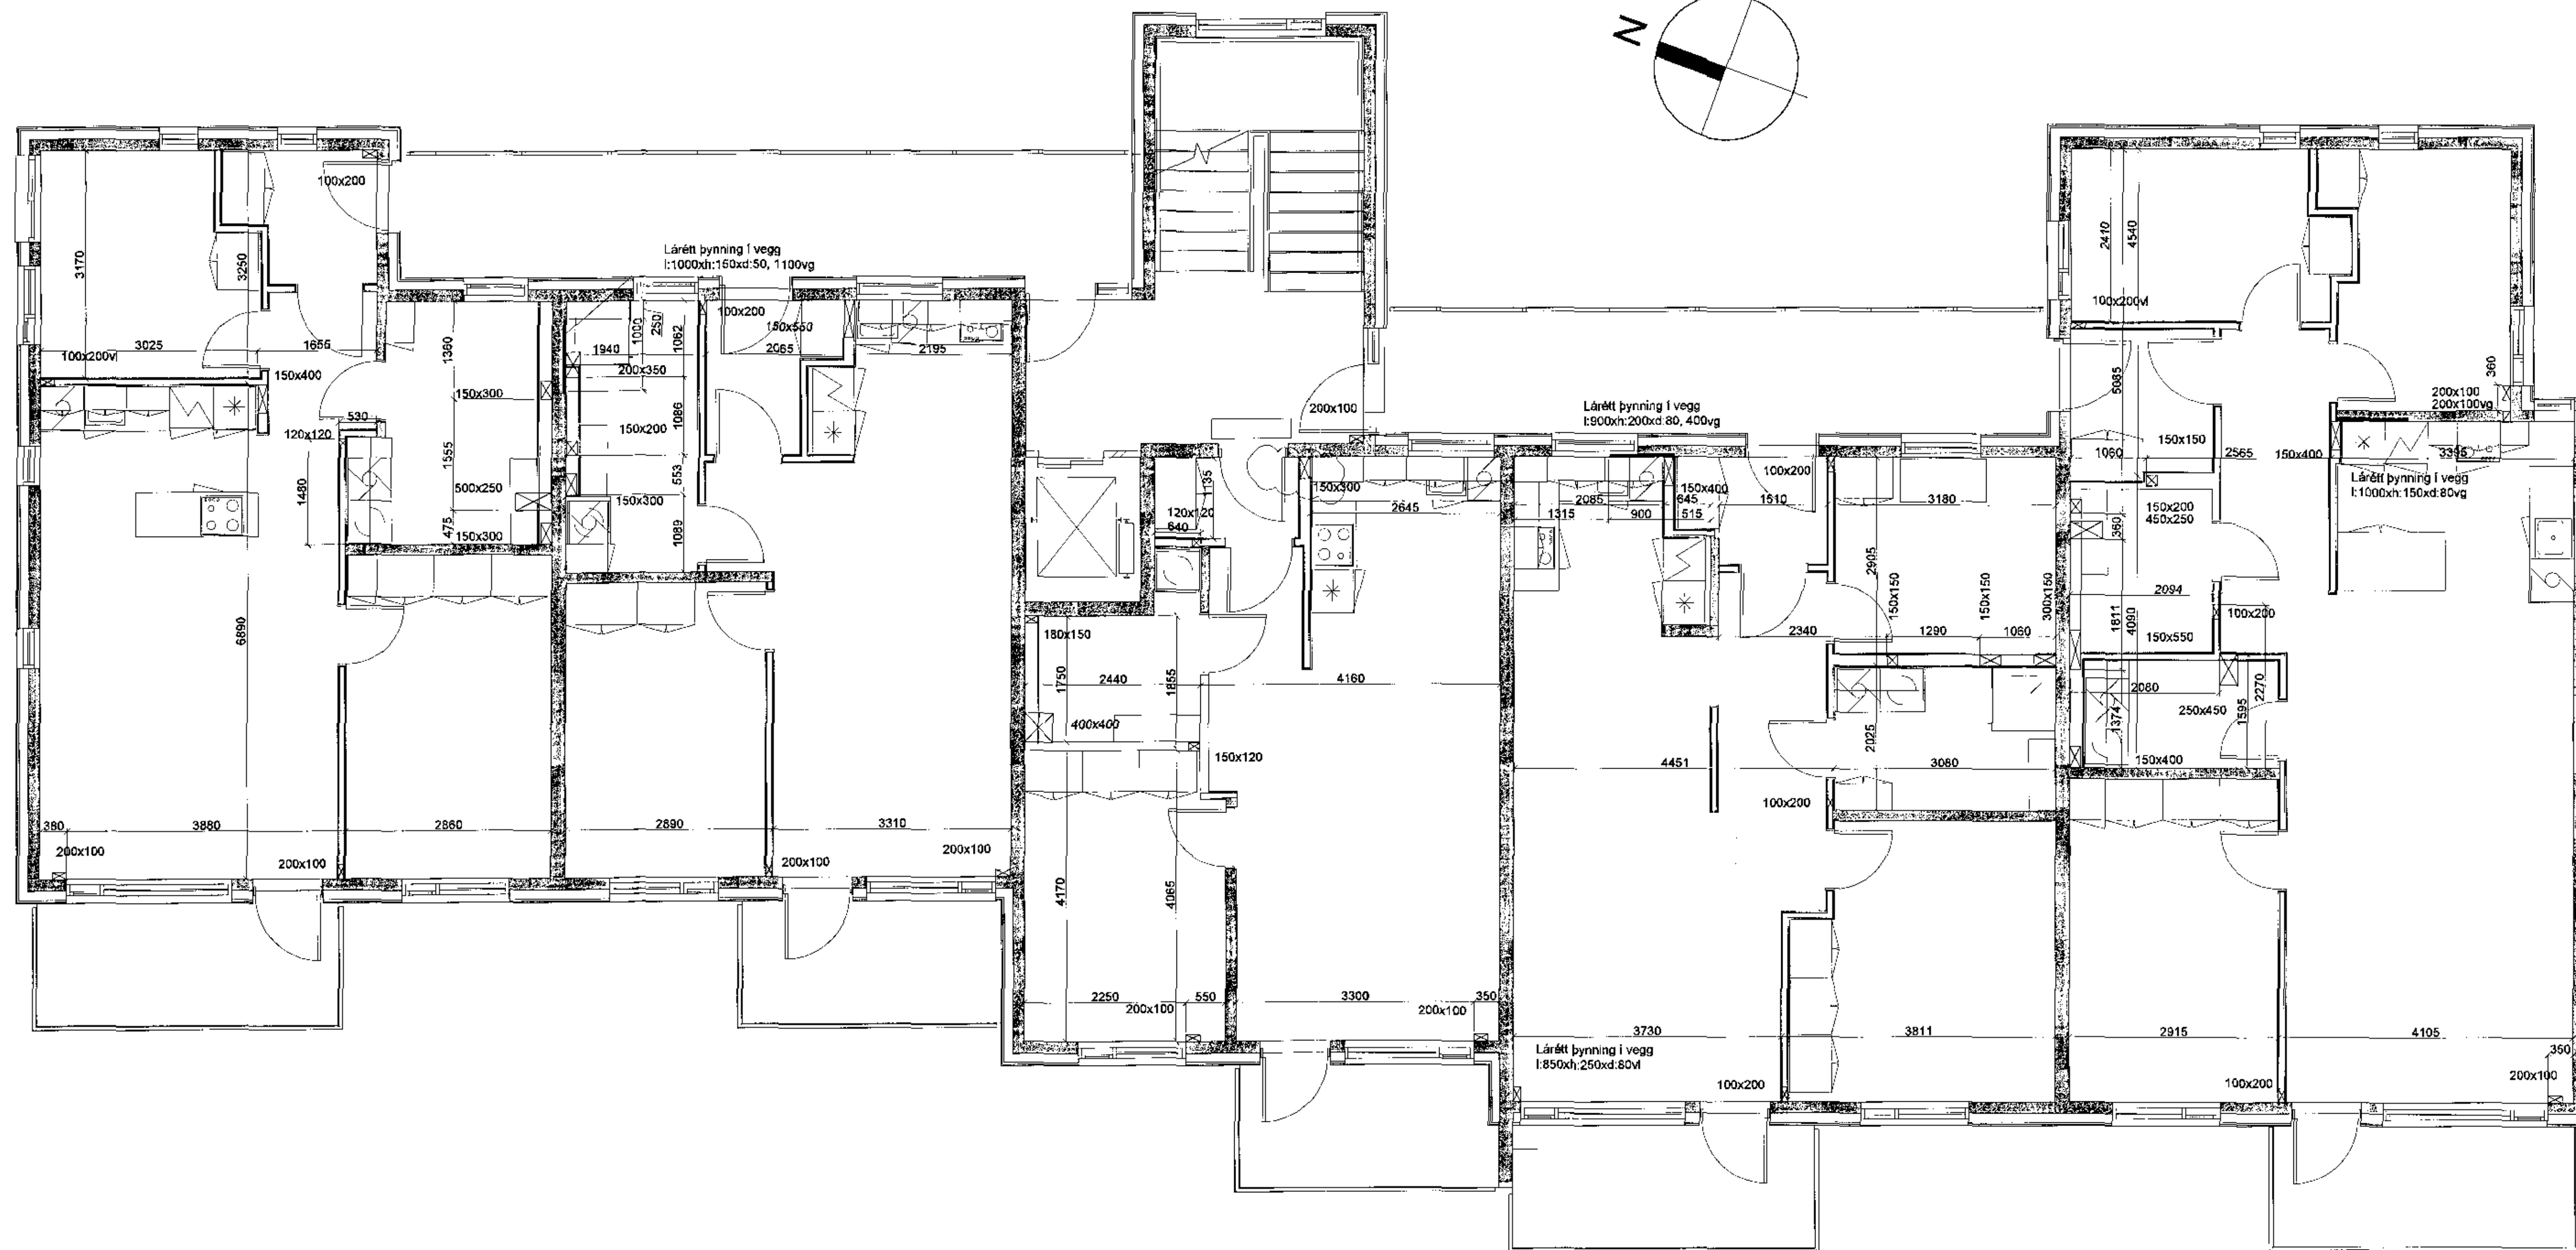 N
100x200
3170
3250
Lárétt þynning í vegg
l:1000xh:150xd:50, 1100vg
2410
4540
100x200vl
100x200
1000
250
1062
150x550
3025
1655
1360
1940
2065
2195
100x200vl
150x400
200x350
5085
360
150x300
200x100
200x100vg
200x100
Lárétt þynning í vegg
l:900xh:200xd:80, 400vg
530
120x120
1086
150x200
150x150
1060
2565
150x400
3395
1555
553
1135
100x200
Lárétt þynning í vegg
l:1000xh:150xd:80vg
1480
500x250
150x300
150x300
150x400
2085
645
1510
3180
150x200
450x250
120x120
640
2645
1315
900
515
360
475
150x300
1089
2905
150x150
150x150
300x150
2094
1811
4090
100x200
180x150
150x550
6890
2340
1290
1060
1750
2440
1855
4160
2080
2270
400x400
1374
250x450
1595
2025
150x120
4451
3080
150x400
100x200
380
3880
2860
2890
3310
200x100
200x100
200x100
200x100
4170
4065
2250
550
3300
350
200x100
200x100
3730
3811
2915
4105
Lárétt þynning í vegg
l:850xh:250xd:80vl
350
100x200
100x200
200x100